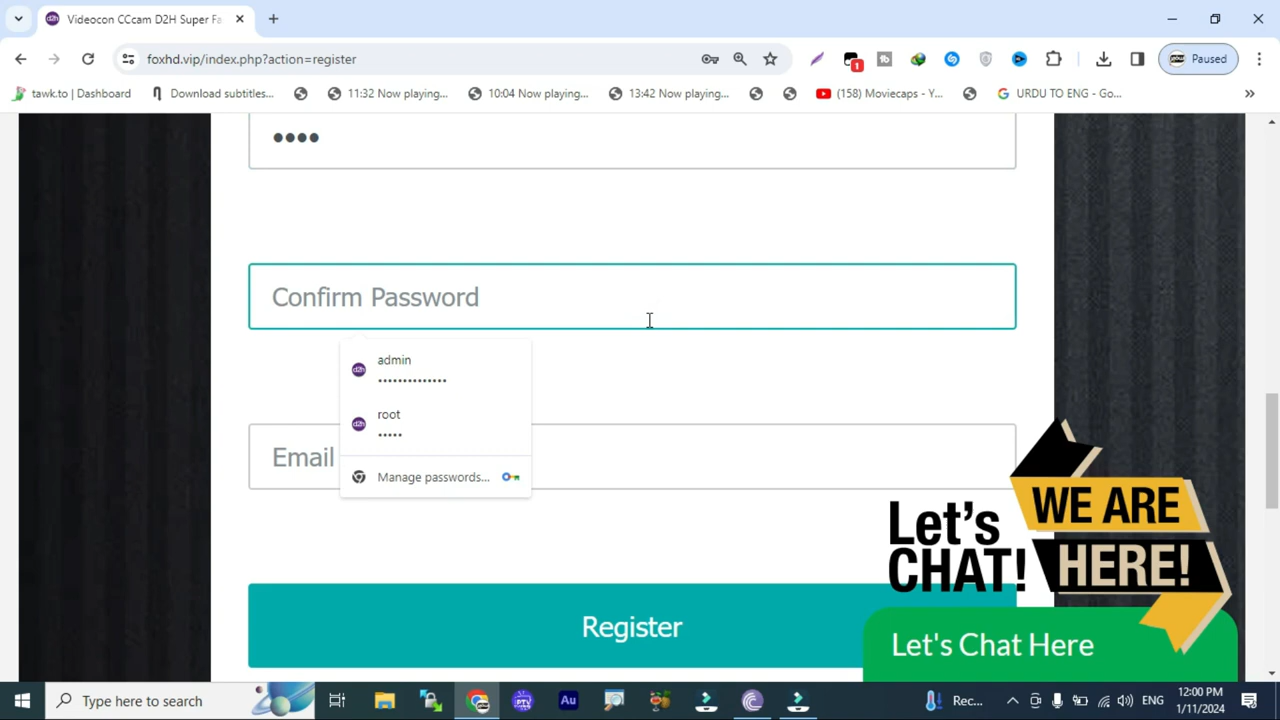 Videocon CCcam D2H Super Fa
foxhd.vip/index.php?action=register
1
Paused
tawk.to | Dashboard
Download subtitles...
11:32 Now playing...
10:04 Now playing...
13:42 Now playing...
(158) Moviecaps - Y...
URDU TO ENG - Go...
Confirm Password
admin
root
Manage passwords...
Email
Register
Let's
CHAT!
WE ARE
HERE!
Let's Chat Here
Type here to search
Rec...
ENG
12:00 PM
1/11/2024